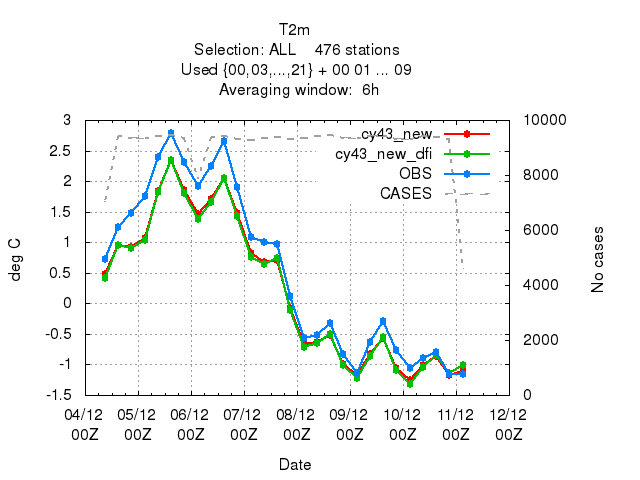 T2m
Selection: ALL 476 stations
Used {00,03,...,21} + 00 01 ... 09
Averaging window: 6h
cy43_new
cy43_new_dfi
OBS
CASES
3
2.5
2
1.5
1
0.5
0
-0.5
-1
-1.5
deg C
10000
8000
6000
4000
2000
0
No cases
04/12 05/12 06/12 07/12 08/12 09/12 10/12 11/12 12/12
00Z 00Z 00Z 00Z 00Z 00Z 00Z 00Z 00Z
Date